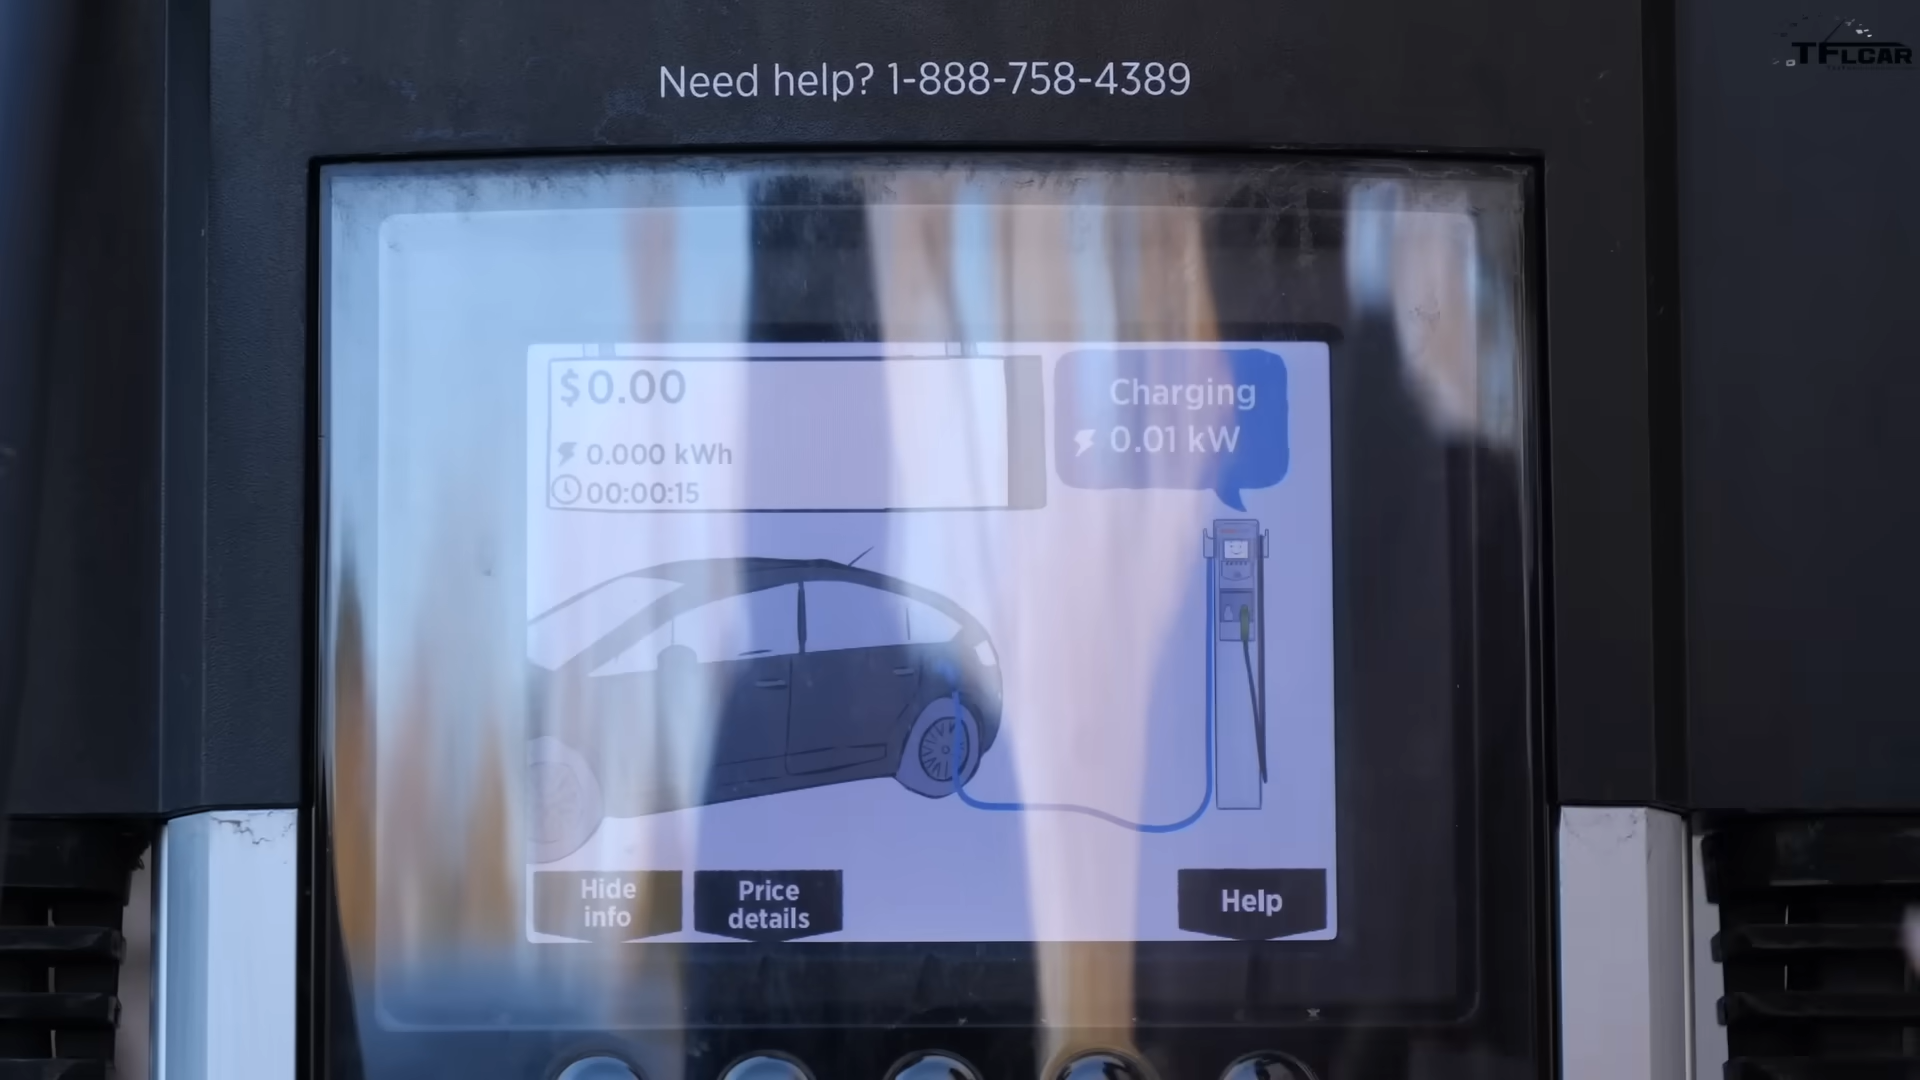 TFLCAR
Need help? 1-888-758-4389
$0.00
0.000 kWh
00:00:15
Charging
0.01 kW
Hide
info
Price
details
Help